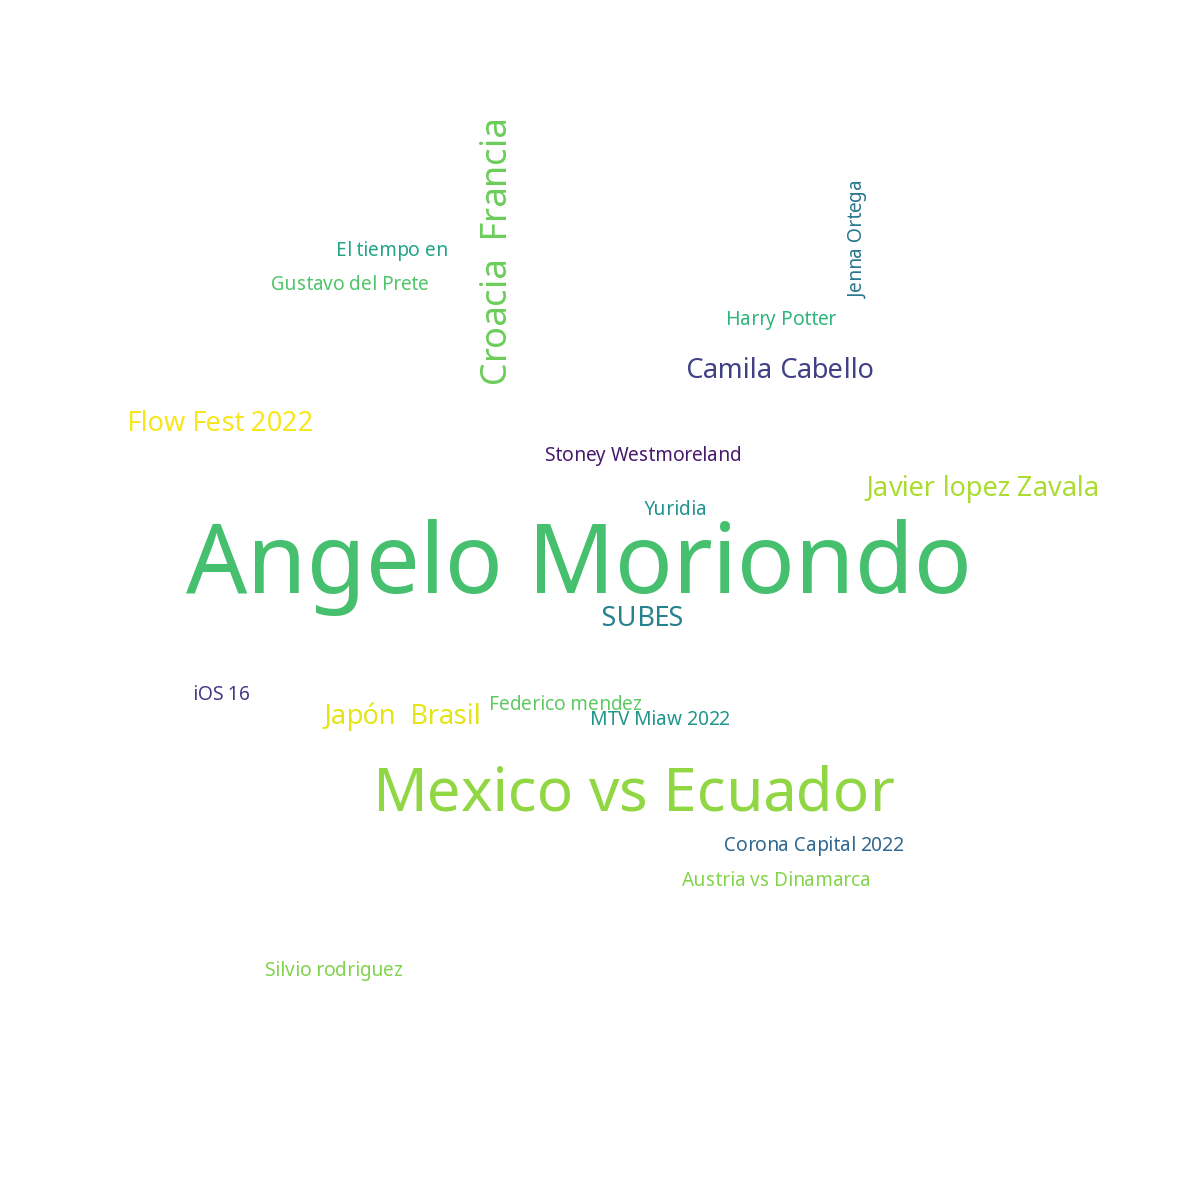 Croacia  Francia
Jenna Ortega
El tiempo en
Gustavo del Prete
Harry Potter
Camila Cabello
Flow Fest 2022
Stoney Westmoreland
Javier lopez Zavala
Yuridia
Angelo Moriondo
SUBES
iOS 16
Federico mendez
Japón  Brasil
MTV Miaw 2022
Mexico vs Ecuador
Corona Capital 2022
Austria vs Dinamarca
Silvio rodriguez